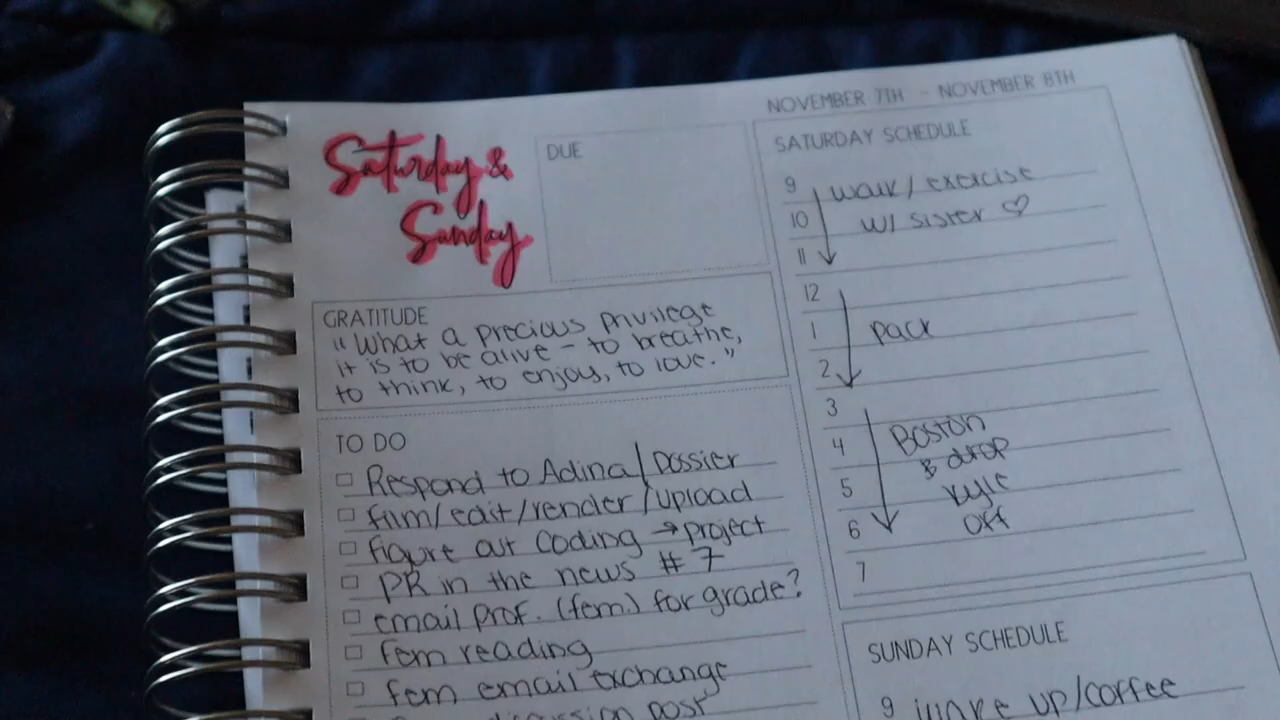 NOVEMBER 7TH - NOVEMBER 8TH
Saturday &
Sunday
DUE
GRATITUDE
"What a precious privilege
it is to be alive - to breathe,
to think, to enjoy, to love."
TO DO
Respond to Adina/Dossier
film/edit/render/upload
figure out coding → project
PR in the news #7
email prof. (fem) for grade?
fem reading
fem email exchange
discussion post
SATURDAY SCHEDULE
9 walk/exercise
10 w/ sister ♡
11
12
1 pack
2
3
4 Boston
& drop
5 kyle
6 off
7
SUNDAY SCHEDULE
9 wake up/coffee